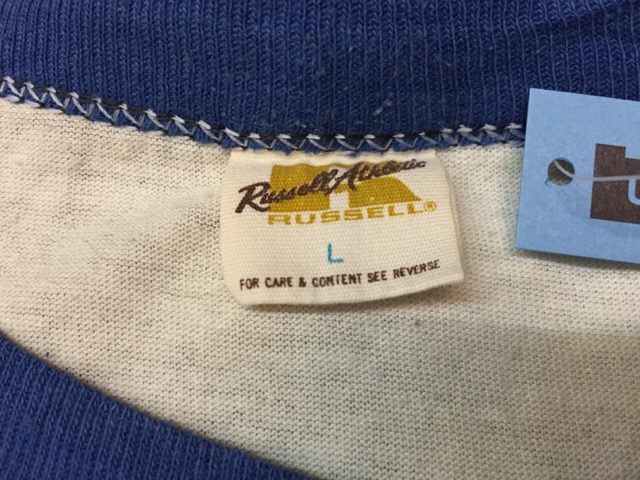 Russell Athletic
RUSSELL®
L
FOR CARE & CONTENT SEE REVERSE